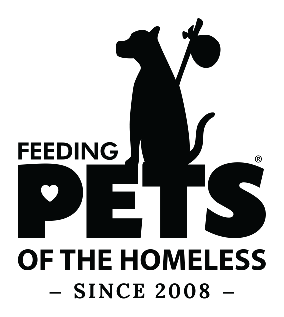 FEEDING
PETS®
OF THE HOMELESS
– SINCE 2008 –